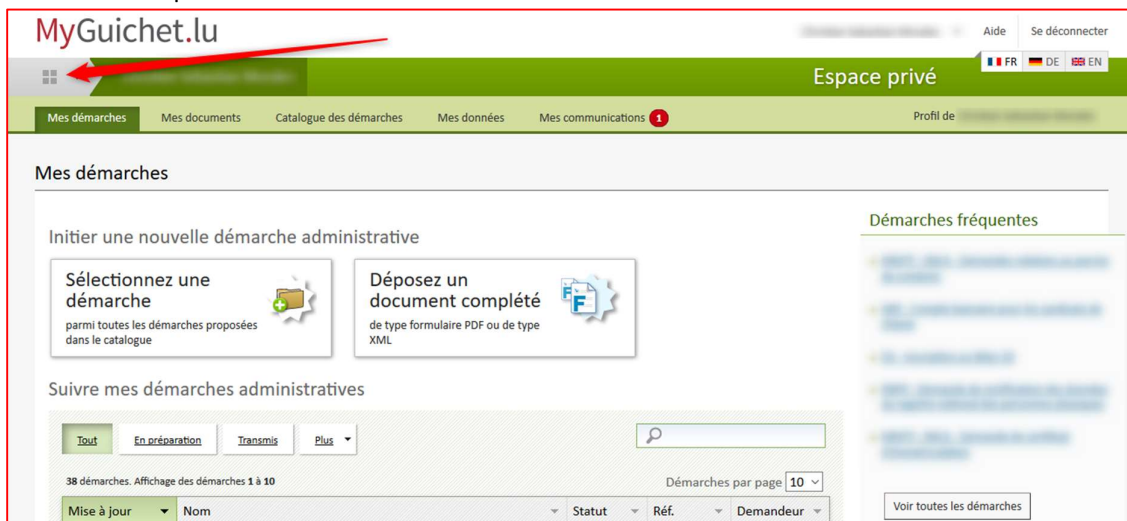 MyGuichet.lu
Aide
Se déconnecter
FR
DE
EN
Espace privé
Mes démarches
Mes documents
Catalogue des démarches
Mes données
Mes communications 1
Profil de
Mes démarches
Initier une nouvelle démarche administrative
Sélectionnez une
démarche
parmi toutes les démarches proposées
dans le catalogue
Déposez un
document complété
de type formulaire PDF ou de type
XML
Suivre mes démarches administratives
Tout
En préparation
Transmis
Plus
38 démarches. Affichage des démarches 1 à 10
Démarches par page 10
Mise à jour
Nom
Statut
Réf.
Demandeur
Démarches fréquentes
Voir toutes les démarches